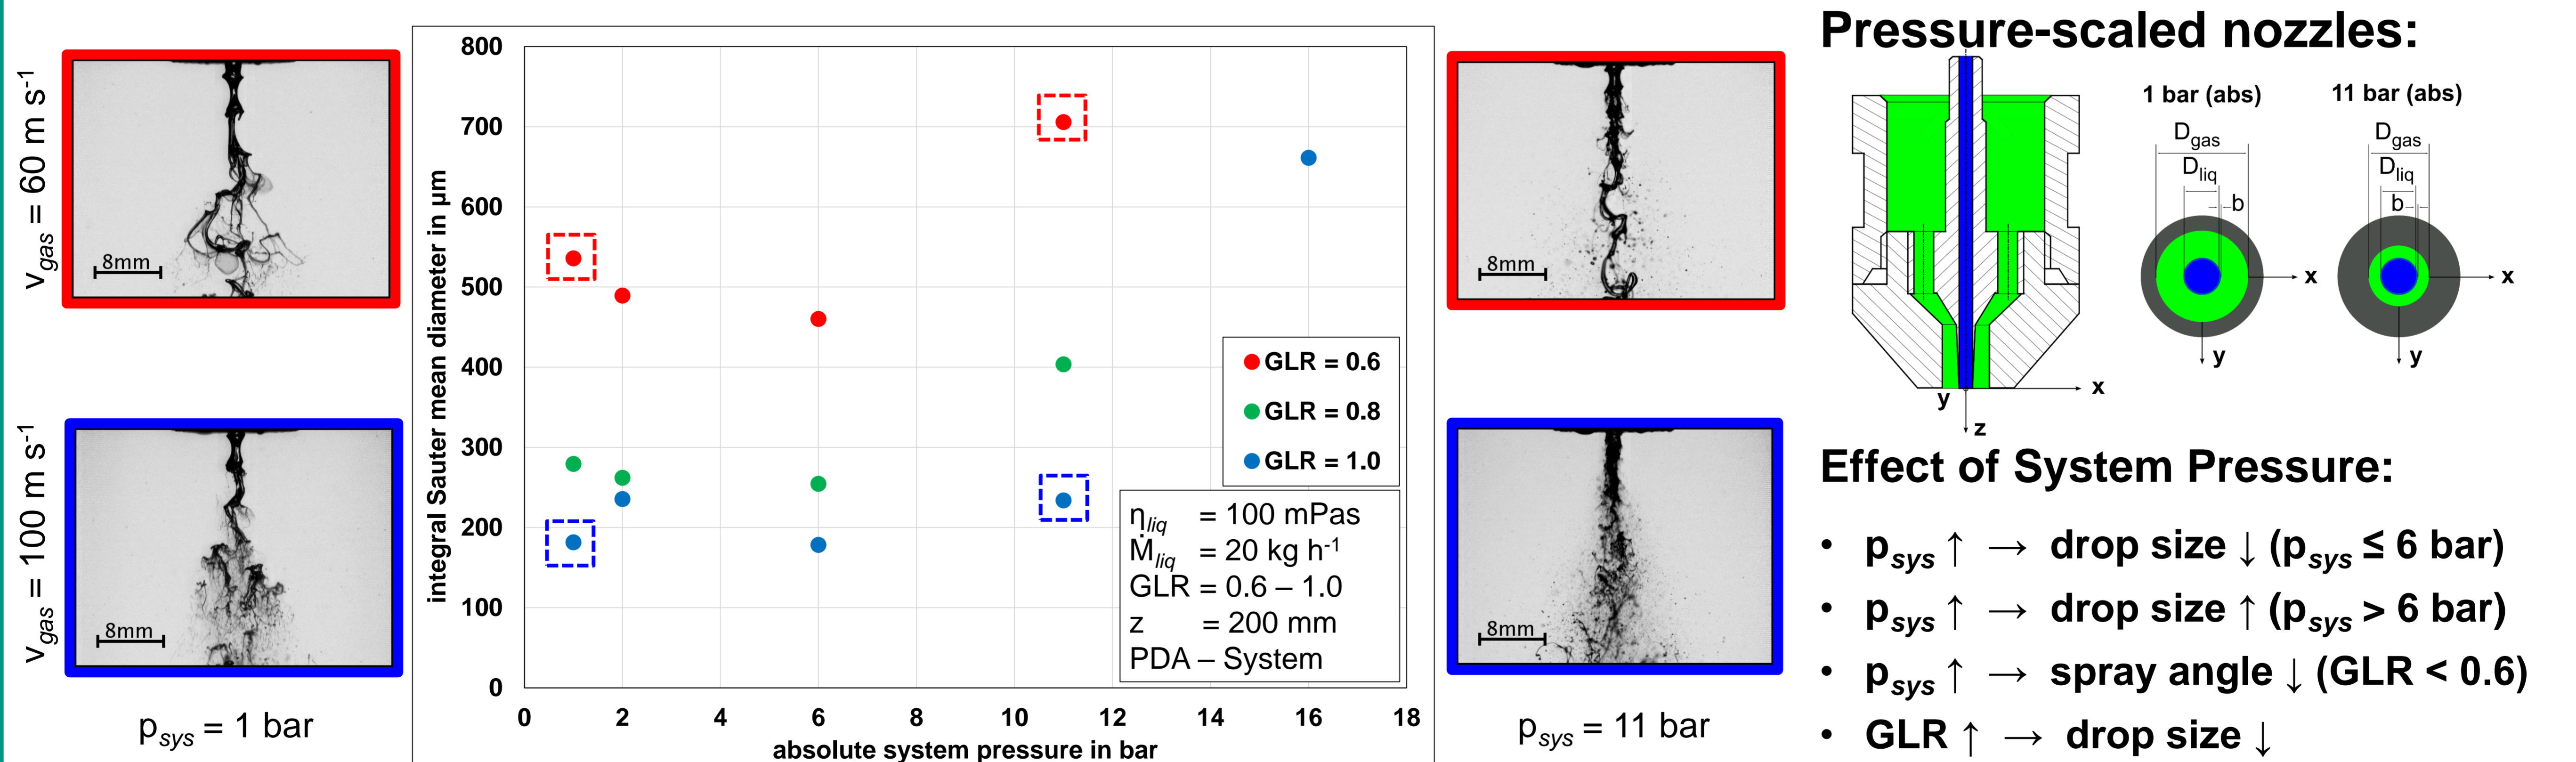 v_gas = 60 m s⁻¹
8mm
v_gas = 100 m s⁻¹
8mm
p_sys = 1 bar
integral Sauter mean diameter in µm
800
700
600
500
400
300
200
100
0
0 2 4 6 8 10 12 14 16 18
absolute system pressure in bar
GLR = 0.6
GLR = 0.8
GLR = 1.0
η_liq = 100 mPas
Ṁ_liq = 20 kg h⁻¹
GLR = 0.6 – 1.0
z = 200 mm
PDA – System
8mm
8mm
p_sys = 11 bar
Pressure-scaled nozzles:
x
y
z
1 bar (abs)
D_gas
D_liq
b
x
y
11 bar (abs)
D_gas
D_liq
b
x
y
Effect of System Pressure:
• p_sys ↑ → drop size ↓ (p_sys ≤ 6 bar)
• p_sys ↑ → drop size ↑ (p_sys > 6 bar)
• p_sys ↑ → spray angle ↓ (GLR < 0.6)
• GLR ↑ → drop size ↓